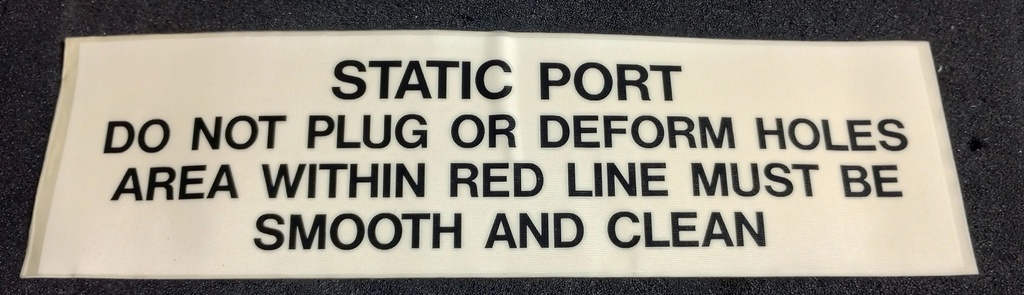 STATIC PORT
DO NOT PLUG OR DEFORM HOLES
AREA WITHIN RED LINE MUST BE
SMOOTH AND CLEAN